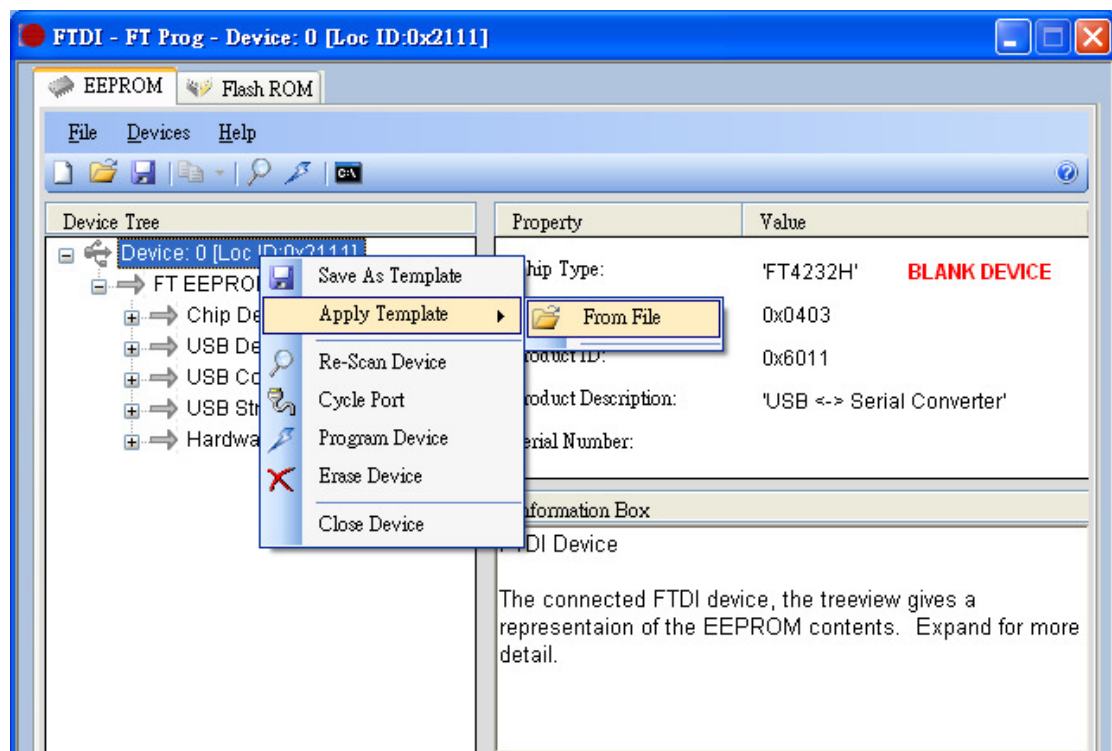 FTDI - FT Prog - Device: 0 [Loc ID:0x2111]
EEPROM Flash ROM
File Devices Help
C:\
Device Tree
Property Value
Device: 0 [Loc ID:0x2111]
FT EEPRO
Chip De
USB De
USB Co
USB Str
Hardwa
Save As Template
Apply Template
From File
Re-Scan Device
Cycle Port
Program Device
Erase Device
Close Device
hip Type: 'FT4232H' BLANK DEVICE
0x0403
roduct ID: 0x6011
roduct Description: 'USB <-> Serial Converter'
erial Number:
nformation Box
FTDI Device
The connected FTDI device, the treeview gives a
representaion of the EEPROM contents. Expand for more
detail.